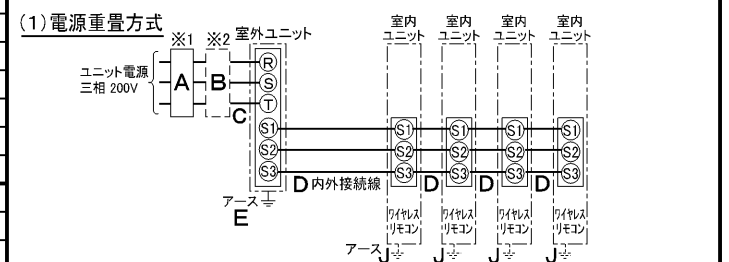 (1)電源重畳方式
※1 ※2 室外ユニット
室内ユニット 室内ユニット 室内ユニット 室内ユニット
ユニット電源
三相 200V
A B C
R
S
T
S1 S1 S1 S1 S1
S2 S2 S2 S2 S2
S3 S3 S3 S3 S3
D 内外接続線 D D D
アース
E
ワイヤレスリモコン ワイヤレスリモコン ワイヤレスリモコン ワイヤレスリモコン
アース J J J J